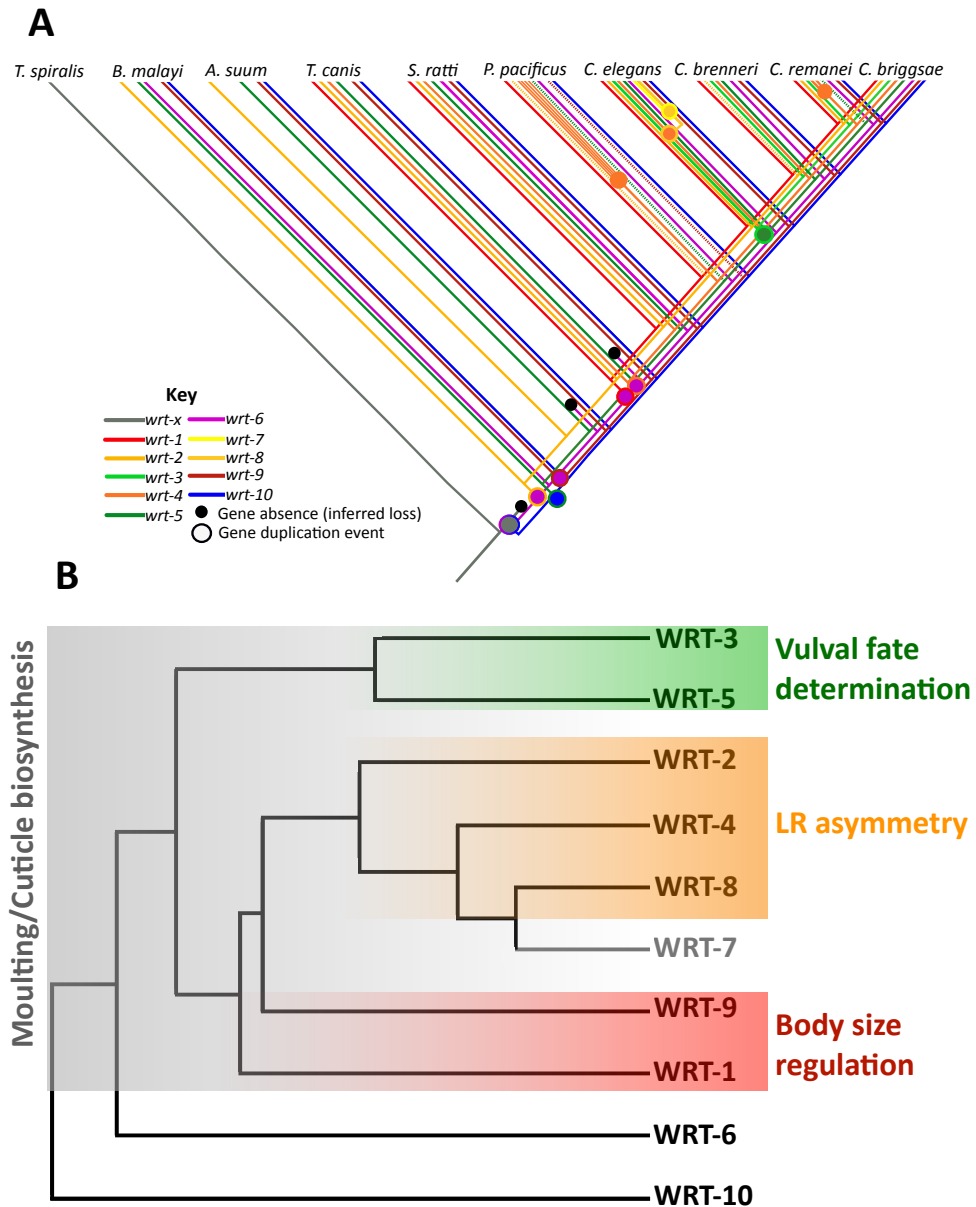 A
T. spiralis B. malayi A. suum T. canis S. ratti P. pacificus C. elegans C. brenneri C. remanei C. briggsae
Key
wrt-x wrt-6
wrt-1 wrt-7
wrt-2 wrt-8
wrt-3 wrt-9
wrt-4 wrt-10
wrt-5
Gene absence (inferred loss)
Gene duplication event
B
Moulting/Cuticle biosynthesis
WRT-3
WRT-5
Vulval fate
determination
WRT-2
WRT-4
WRT-8
LR asymmetry
WRT-7
WRT-9
WRT-1
Body size
regulation
WRT-6
WRT-10